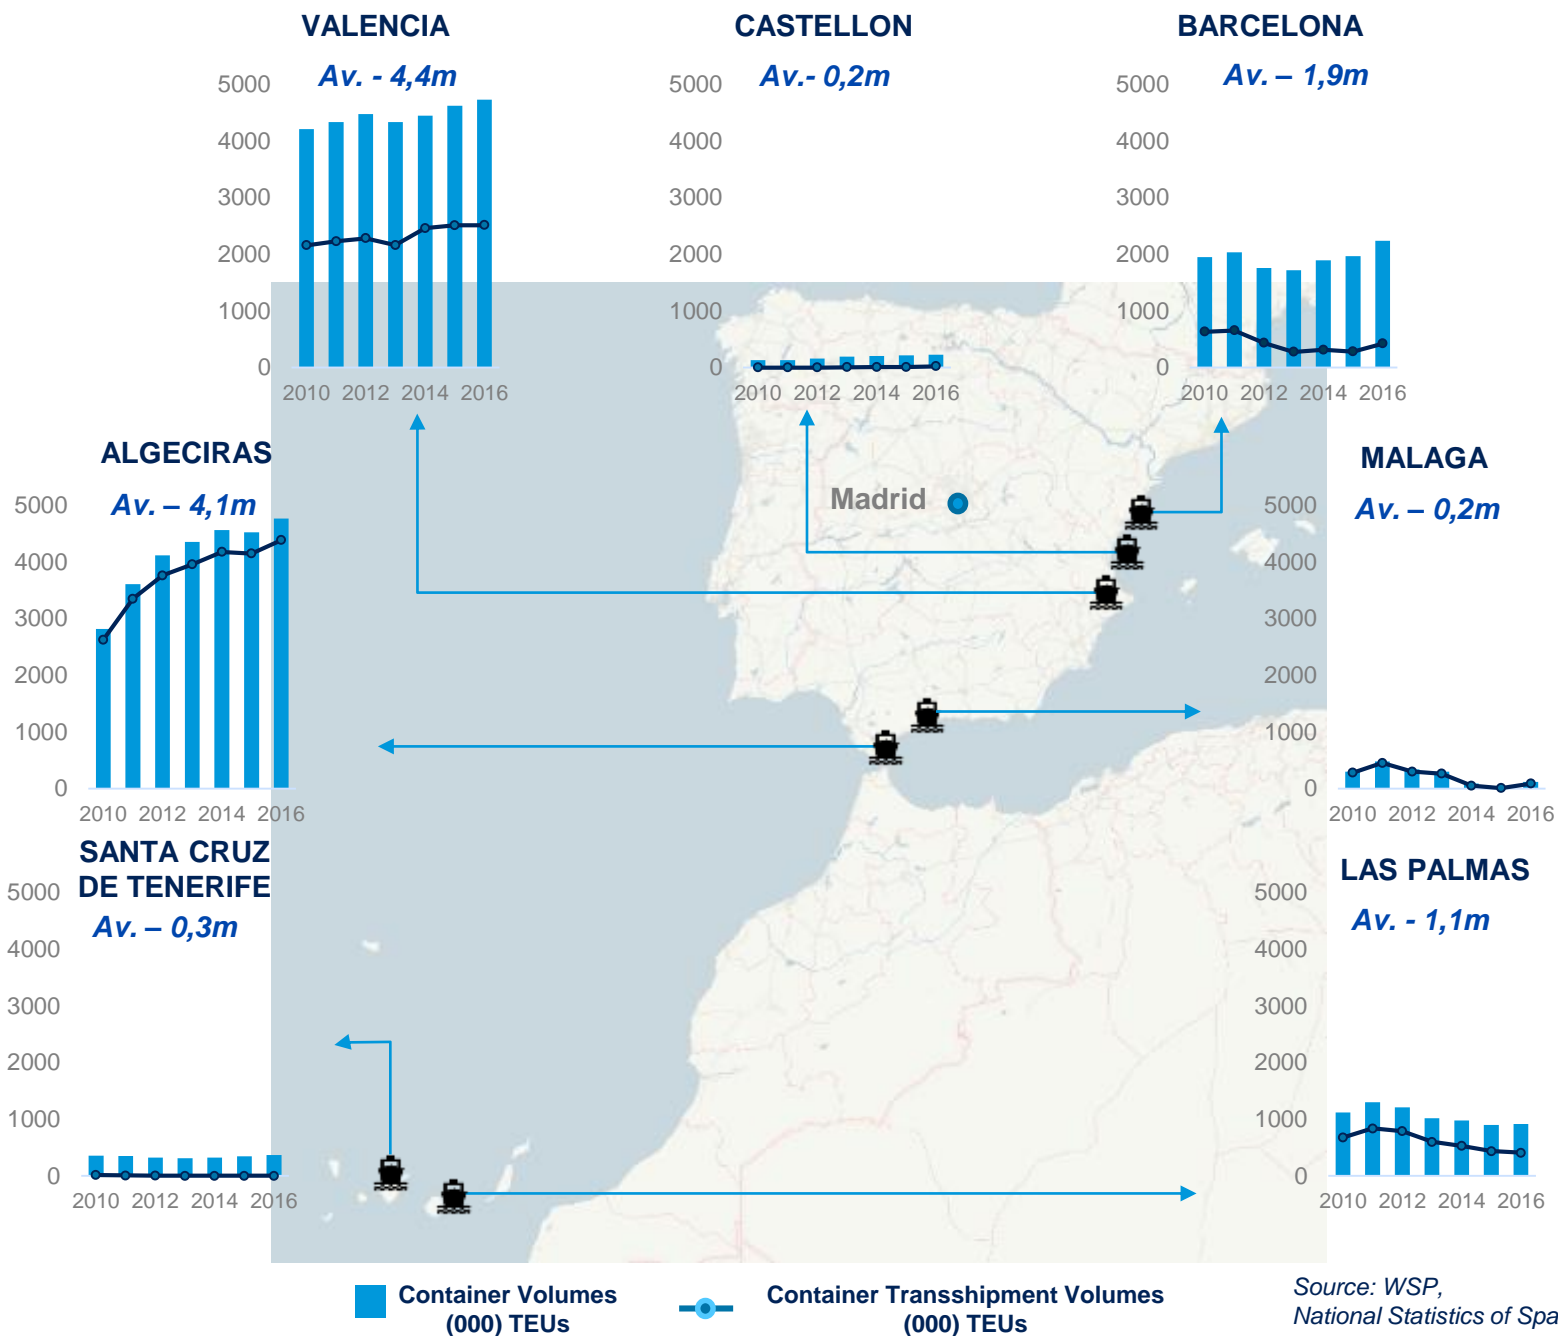 VALENCIA
Av. - 4,4m
5000
4000
3000
2000
1000
0
2010 2012 2014 2016
CASTELLON
Av.- 0,2m
5000
4000
3000
2000
1000
0
2010 2012 2014 2016
BARCELONA
Av. – 1,9m
5000
4000
3000
2000
1000
0
2010 2012 2014 2016
ALGECIRAS
Av. – 4,1m
5000
4000
3000
2000
1000
0
2010 2012 2014 2016
Madrid
MALAGA
Av. – 0,2m
5000
4000
3000
2000
1000
0
2010 2012 2014 2016
SANTA CRUZ
DE TENERIFE
Av. – 0,3m
5000
4000
3000
2000
1000
0
2010 2012 2014 2016
LAS PALMAS
Av. - 1,1m
5000
4000
3000
2000
1000
0
2010 2012 2014 2016
Container Volumes
(000) TEUs
Container Transshipment Volumes
(000) TEUs
Source: WSP,
National Statistics of Spa